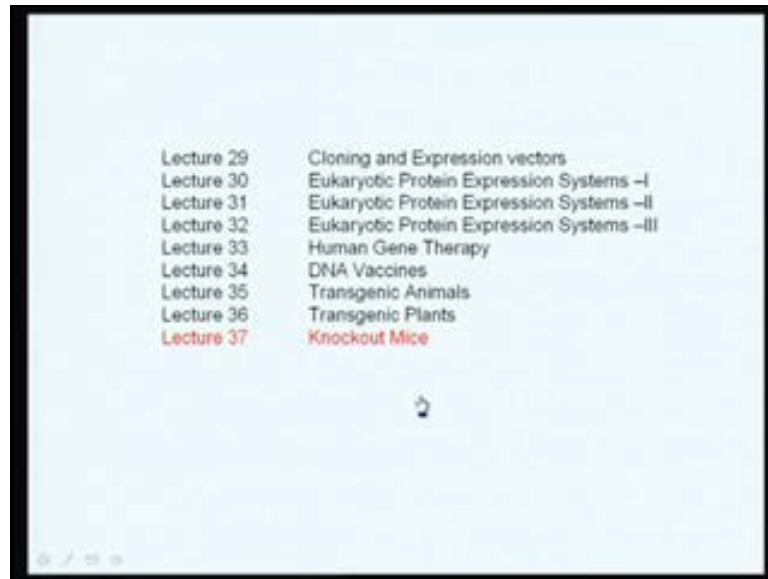 Lecture 29 Cloning and Expression vectors
Lecture 30 Eukaryotic Protein Expression Systems –I
Lecture 31 Eukaryotic Protein Expression Systems –II
Lecture 32 Eukaryotic Protein Expression Systems –III
Lecture 33 Human Gene Therapy
Lecture 34 DNA Vaccines
Lecture 35 Transgenic Animals
Lecture 36 Transgenic Plants
Lecture 37 Knockout Mice